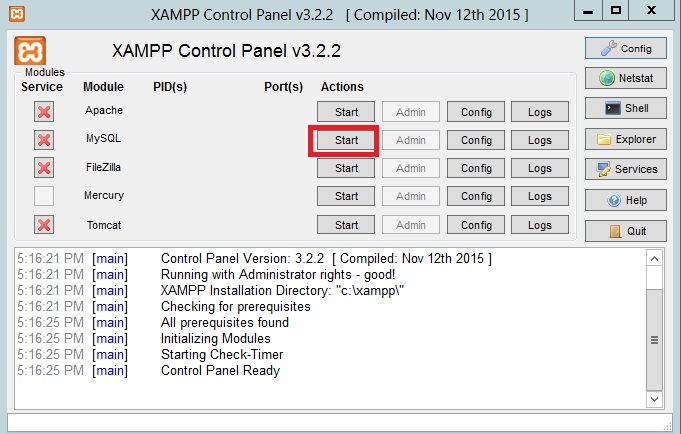 XAMPP Control Panel v3.2.2 [ Compiled: Nov 12th 2015 ]
XAMPP Control Panel v3.2.2
Config
Modules
Service Module PID(s) Port(s) Actions
Netstat
Apache Start Admin Config Logs
Shell
MySQL Start Admin Config Logs
Explorer
FileZilla Start Admin Config Logs
Services
Mercury Start Admin Config Logs
Help
Tomcat Start Admin Config Logs
Quit
5:16:21 PM [main] Control Panel Version: 3.2.2 [ Compiled: Nov 12th 2015 ]
5:16:21 PM [main] Running with Administrator rights - good!
5:16:21 PM [main] XAMPP Installation Directory: "c:\xampp\"
5:16:21 PM [main] Checking for prerequisites
5:16:25 PM [main] All prerequisites found
5:16:25 PM [main] Initializing Modules
5:16:25 PM [main] Starting Check-Timer
5:16:25 PM [main] Control Panel Ready